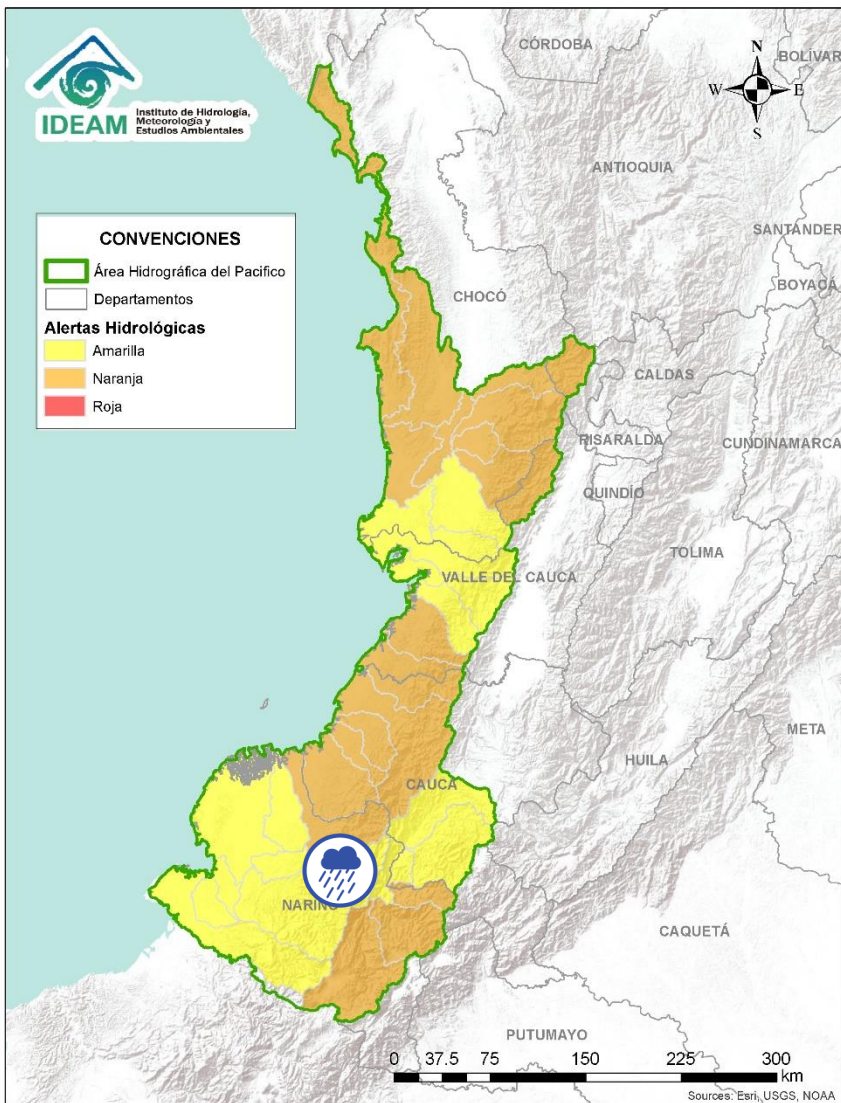 CÓRDOBA
BOLÍVAR
N
W E
S
IDEAM
Instituto de Hidrología,
Meteorología y
Estudios Ambientales
ANTIOQUIA
SANTANDER
BOYACÁ
CONVENCIONES
Área Hidrográfica del Pacifico
Departamentos
Alertas Hidrológicas
Amarilla
Naranja
Roja
CHOCÓ
CALDAS
RISARALDA
CUNDINAMARCA
QUINDÍO
TOLIMA
VALLE DEL CAUCA
META
HUILA
CAUCA
NARIÑO
CAQUETÁ
PUTUMAYO
0 37.5 75 150 225 300
km
Sources: Esri, USGS, NOAA